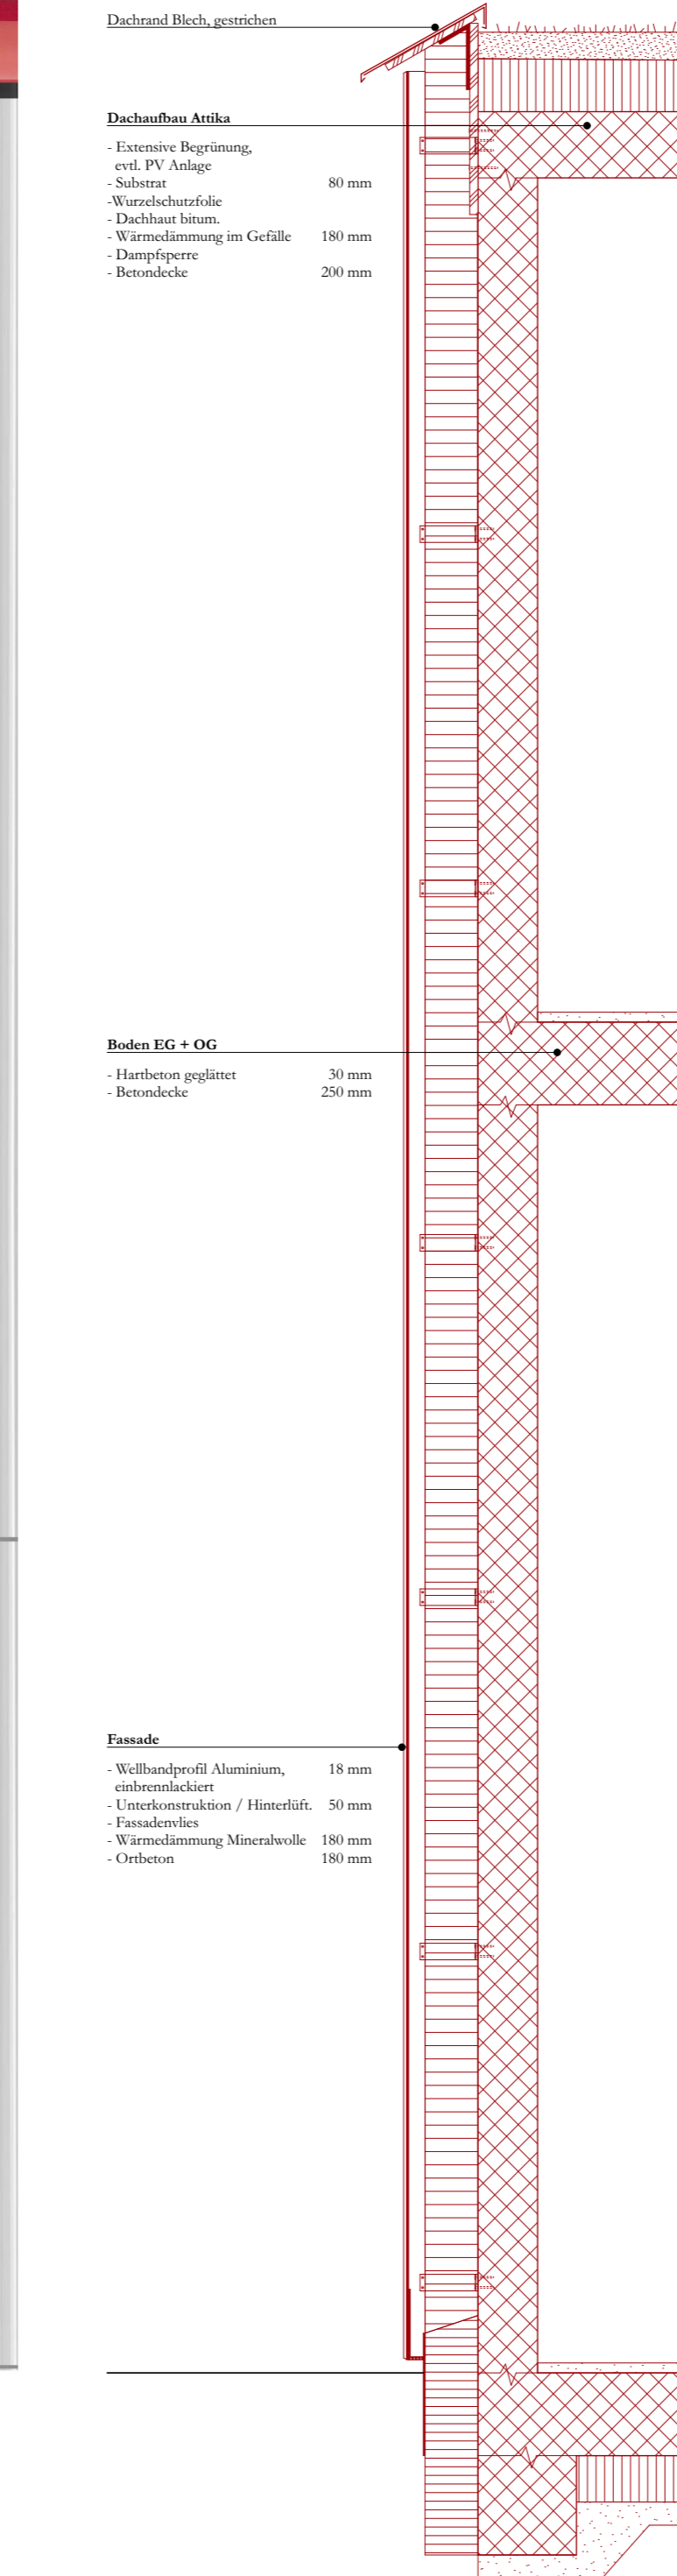 Dachrand Blech, gestrichen
Dachaufbau Attika
- Extensive Begrünung,
evtl. PV Anlage
- Substrat 80 mm
-Wurzelschutzfolie
- Dachhaut bitum.
- Wärmedämmung im Gefälle 180 mm
- Dampfsperre
- Betondecke 200 mm
Boden EG + OG
- Hartbeton geglättet 30 mm
- Betondecke 250 mm
Fassade
- Wellbandprofil Aluminium, 18 mm
einbrennlackiert
- Unterkonstruktion / Hinterlüft. 50 mm
- Fassadenvlies
- Wärmedämmung Mineralwolle 180 mm
- Ortbeton 180 mm